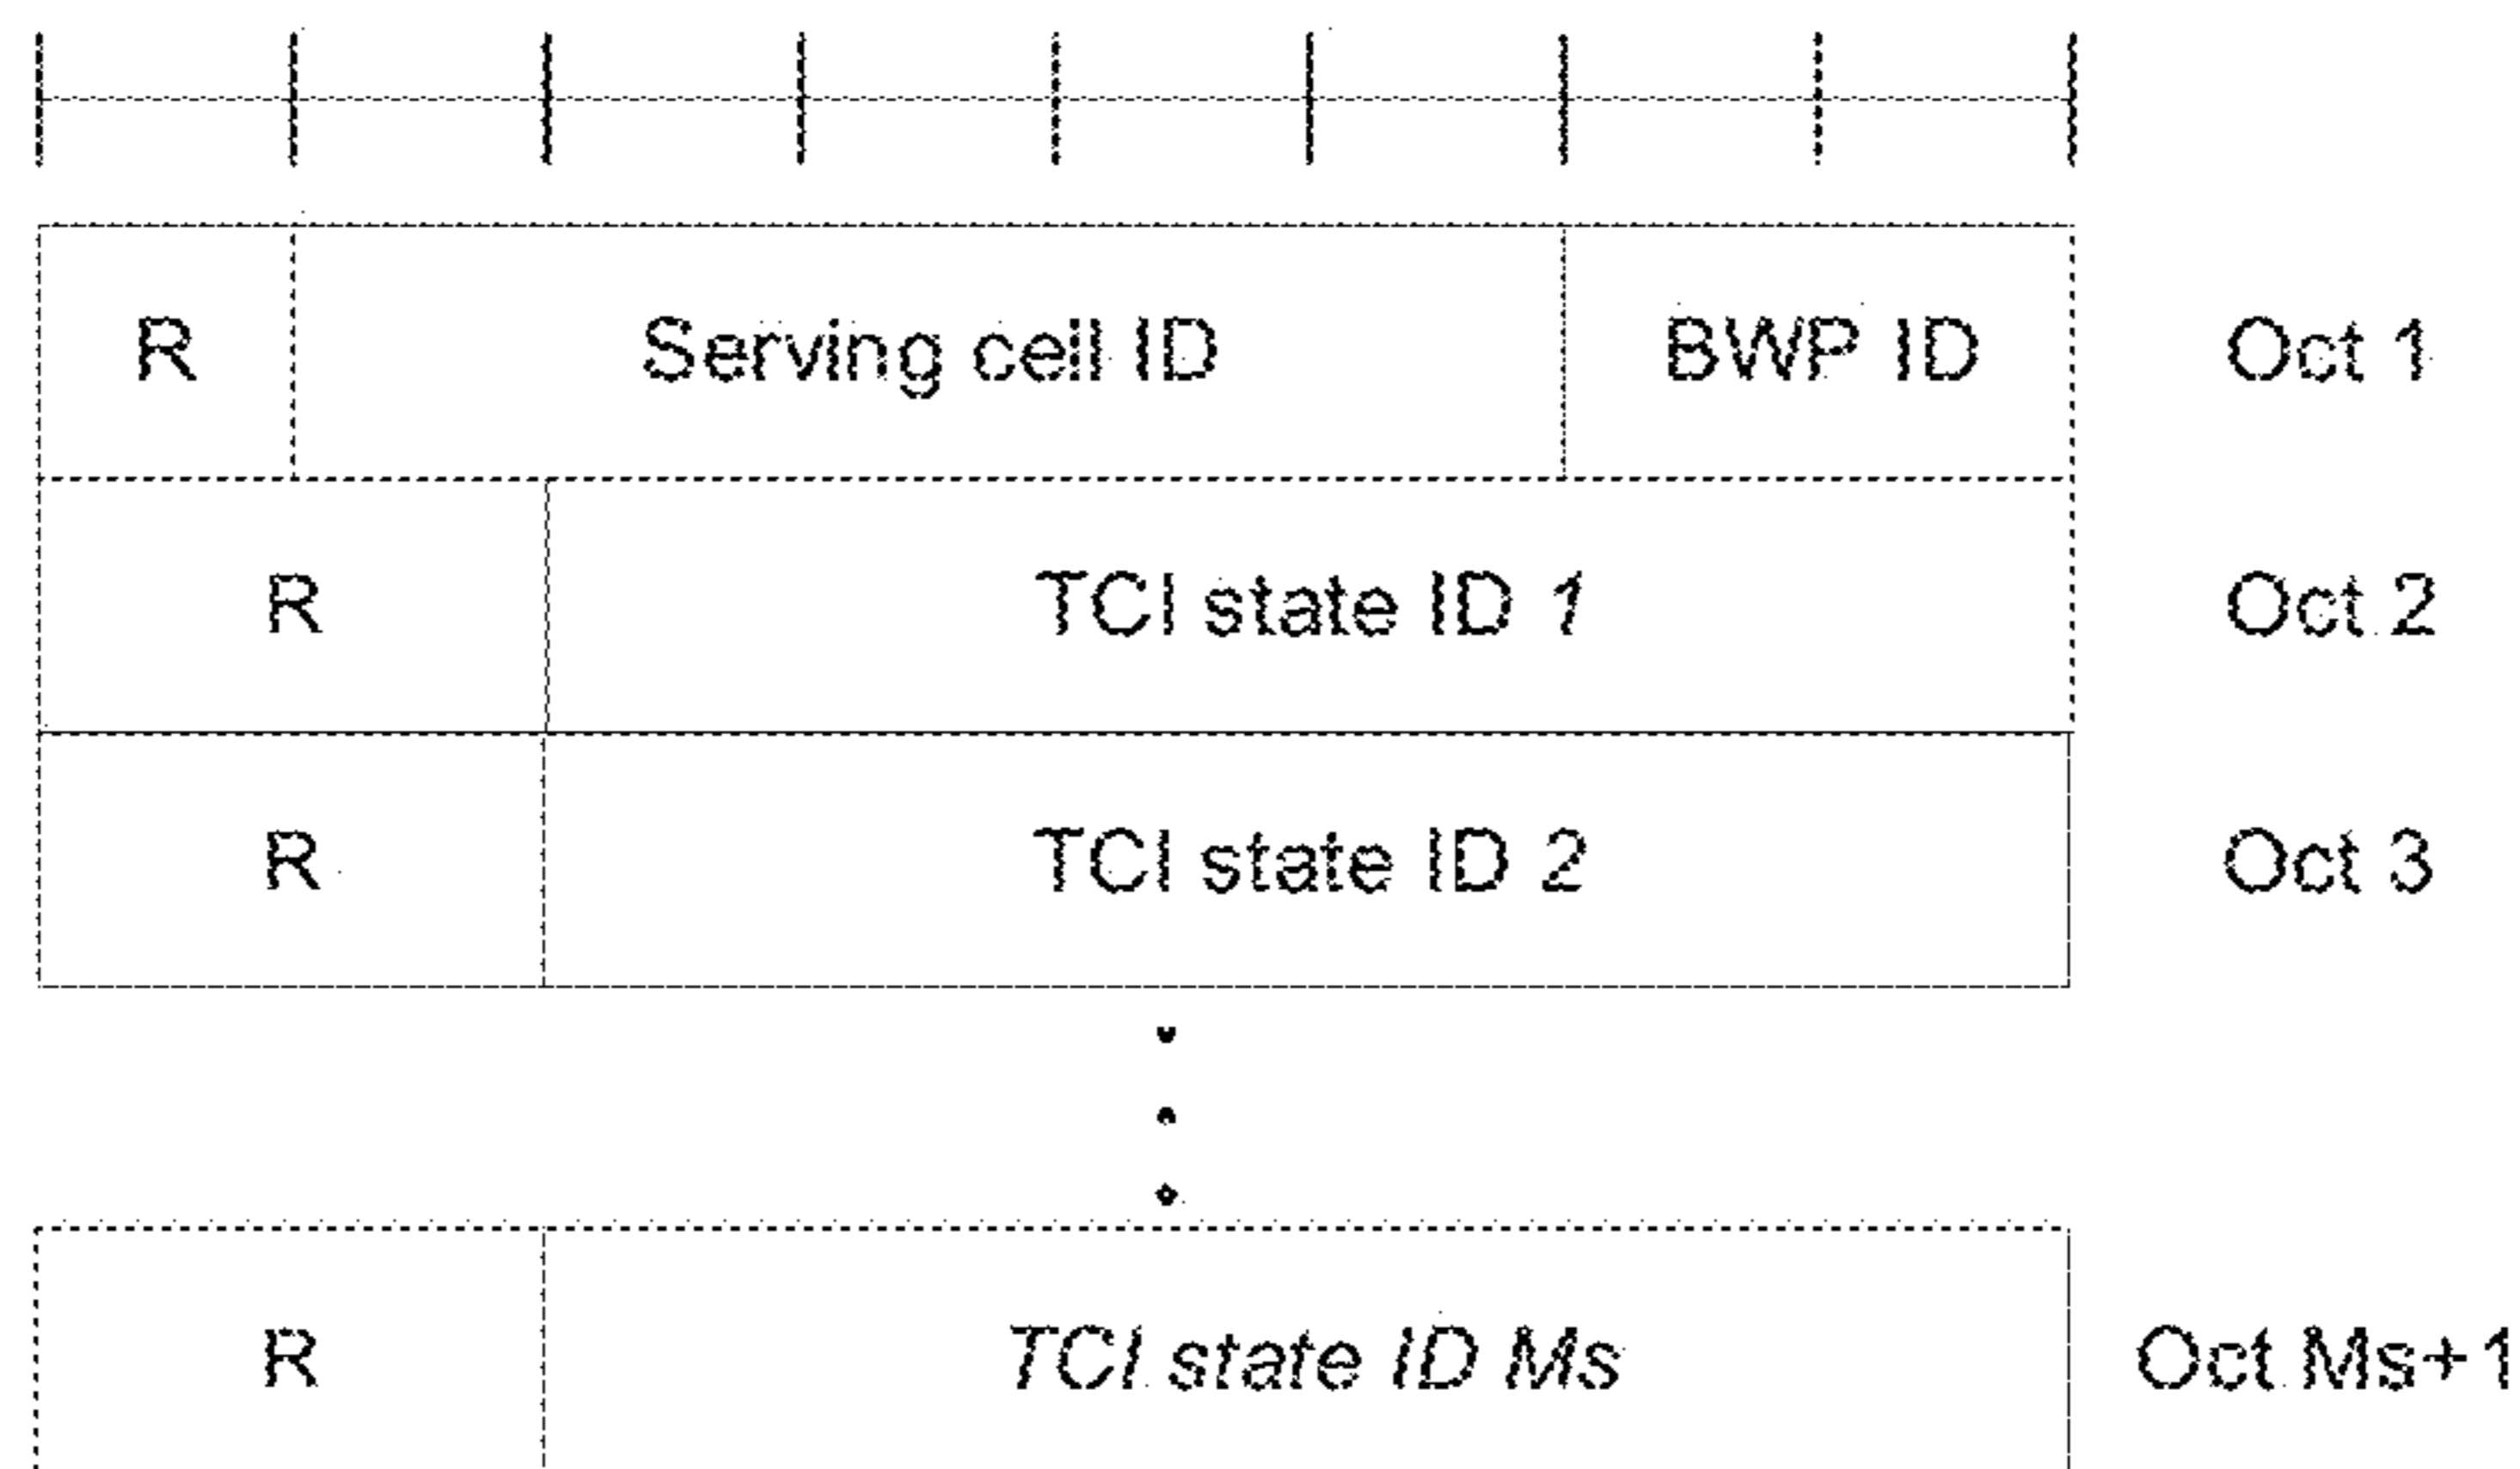 R Serving cell ID BWP ID Oct 1
R TCI state ID 1 Oct 2
R TCI state ID 2 Oct 3
R TCI state ID Ms Oct Ms+1